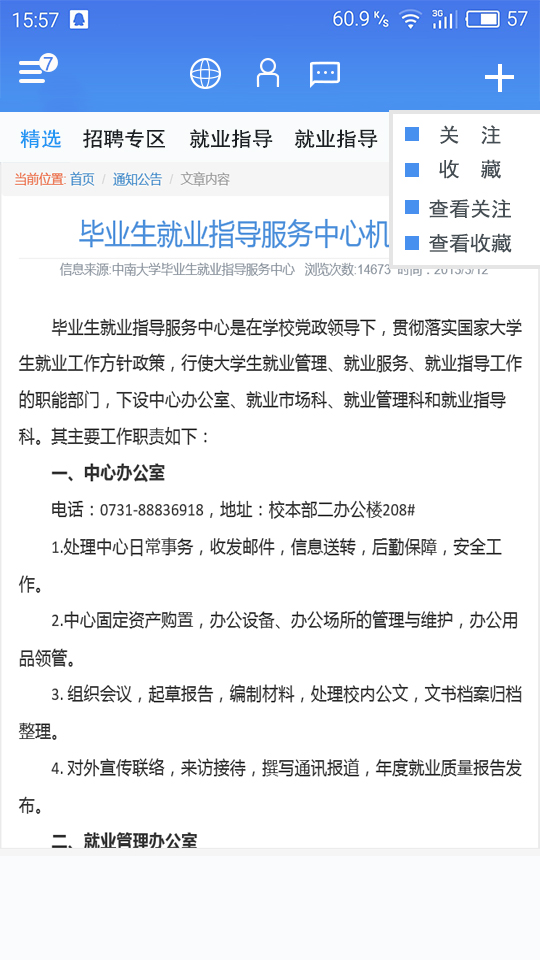 15:57 60.9 K/s 3G 57
7
精选 招聘专区 就业指导 就业指导
关 注
收 藏
查看关注
查看收藏
当前位置: 首页 / 通知公告 / 文章内容
毕业生就业指导服务中心机
信息来源:中南大学毕业生就业指导服务中心 浏览次数:14673 时间：2013/3/12
毕业生就业指导服务中心是在学校党政领导下，贯彻落实国家大学
生就业工作方针政策，行使大学生就业管理、就业服务、就业指导工作
的职能部门，下设中心办公室、就业市场科、就业管理科和就业指导
科。其主要工作职责如下：
一、中心办公室
电话：0731-88836918，地址：校本部二办公楼208#
1.处理中心日常事务，收发邮件，信息送转，后勤保障，安全工
作。
2.中心固定资产购置，办公设备、办公场所的管理与维护，办公用
品领管。
3. 组织会议，起草报告，编制材料，处理校内公文，文书档案归档
整理。
4. 对外宣传联络，来访接待，撰写通讯报道，年度就业质量报告发
布。
二、就业管理办公室